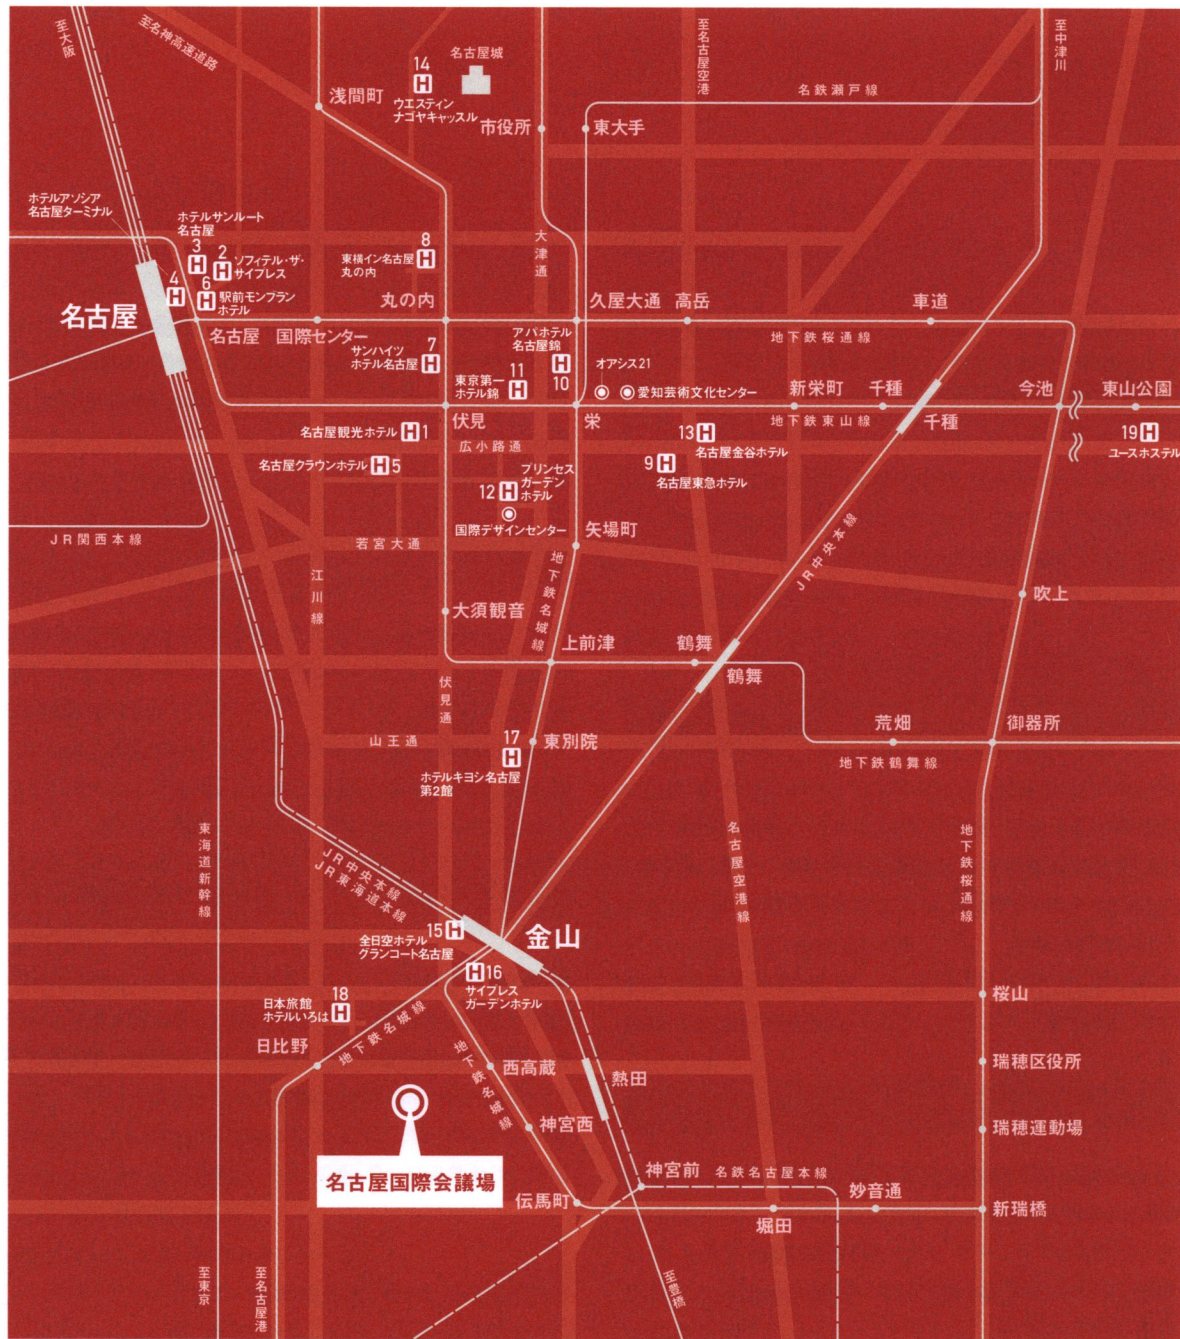 至大阪
至名神高速道路
14
H
名古屋城
ウエスティン
ナゴヤキャッスル
浅間町
市役所
東大手
至名古屋空港
名鉄瀬戸線
至中津川
ホテルアソシア
名古屋ターミナル
ホテルサンルート
名古屋
3
H
2
H
ソフィテル・ザ・
サイプレス
4
H
6
H
駅前モンブラン
ホテル
8
H
東横イン名古屋
丸の内
大津通
名古屋
名古屋
国際センター
丸の内
久屋大通
高岳
車道
地下鉄桜通線
7
H
サンハイツ
ホテル名古屋
アパホテル
名古屋錦
H
10
東京第一
ホテル錦
11
H
オアシス21
愛知芸術文化センター
新栄町
千種
今池
東山公園
伏見
栄
地下鉄東山線
千種
名古屋観光ホテル
H
1
広小路通
13
H
名古屋金谷ホテル
19
H
ユースホステル
名古屋クラウンホテル
H
5
9
H
名古屋東急ホテル
12
H
プリンセス
ガーデン
ホテル
国際デザインセンター
JR関西本線
若宮大通
矢場町
地下鉄名城線
JR中央本線
江川線
大須観音
吹上
上前津
鶴舞
鶴舞
伏見通
山王通
17
H
東別院
荒畑
御器所
地下鉄鶴舞線
ホテルキヨシ名古屋
第2館
東海道新幹線
JR中央本線
JR東海道本線
名古屋空港線
地下鉄桜通線
15
H
全日空ホテル
グランコート名古屋
金山
H
16
サイプレス
ガーデンホテル
日本旅館
ホテルいろは
18
H
桜山
日比野
地下鉄名城線
地下鉄名城線
西高蔵
熱田
瑞穂区役所
神宮西
瑞穂運動場
名古屋国際会議場
神宮前
名鉄名古屋本線
伝馬町
妙音通
堀田
新瑞橋
至東京
至名古屋港
至豊橋